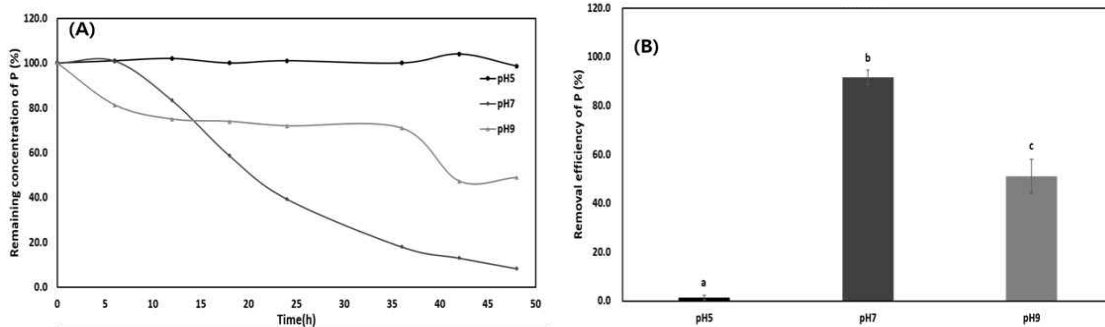 (A)
Remaining concentration of P (%)
120.0
100.0
80.0
60.0
40.0
20.0
0.0
0 5 10 15 20 25 30 35 40 45 50
Time(h)
pH5
pH7
pH9
(B)
Removal efficiency of P (%)
120.0
100.0
80.0
60.0
40.0
20.0
0.0
a
b
c
pH5 pH7 pH9